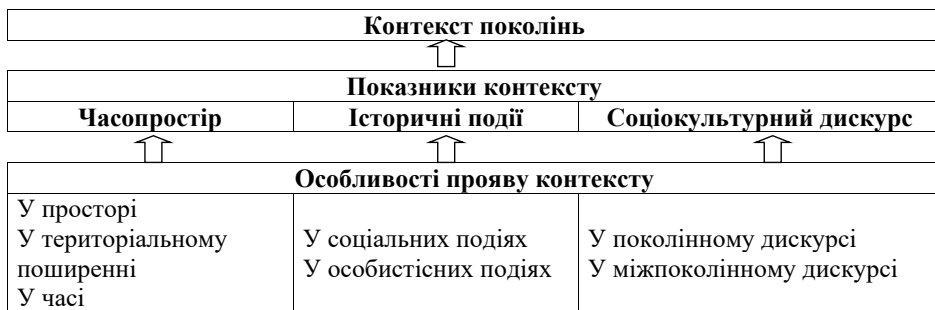 Контекст поколінь
Показники контексту
Часопростір
Історичні події
Соціокультурний дискурс
Особливості прояву контексту
У просторі
У територіальному
поширенні
У часі
У соціальних подіях
У особистісних подіях
У поколінному дискурсі
У міжпоколінному дискурсі